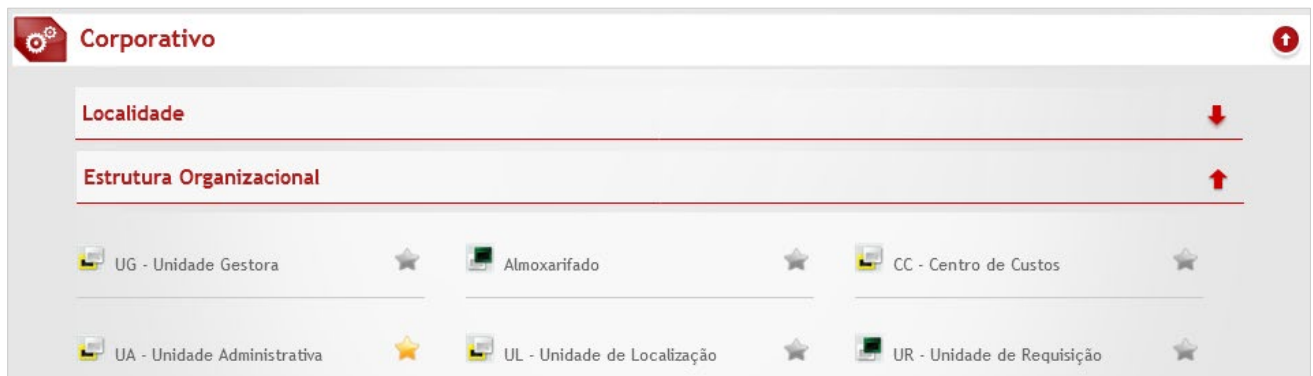 Corporativo
Localidade
Estrutura Organizacional
UG - Unidade Gestora
Almoxarifado
CC - Centro de Custos
UA - Unidade Administrativa
UL - Unidade de Localização
UR - Unidade de Requisição